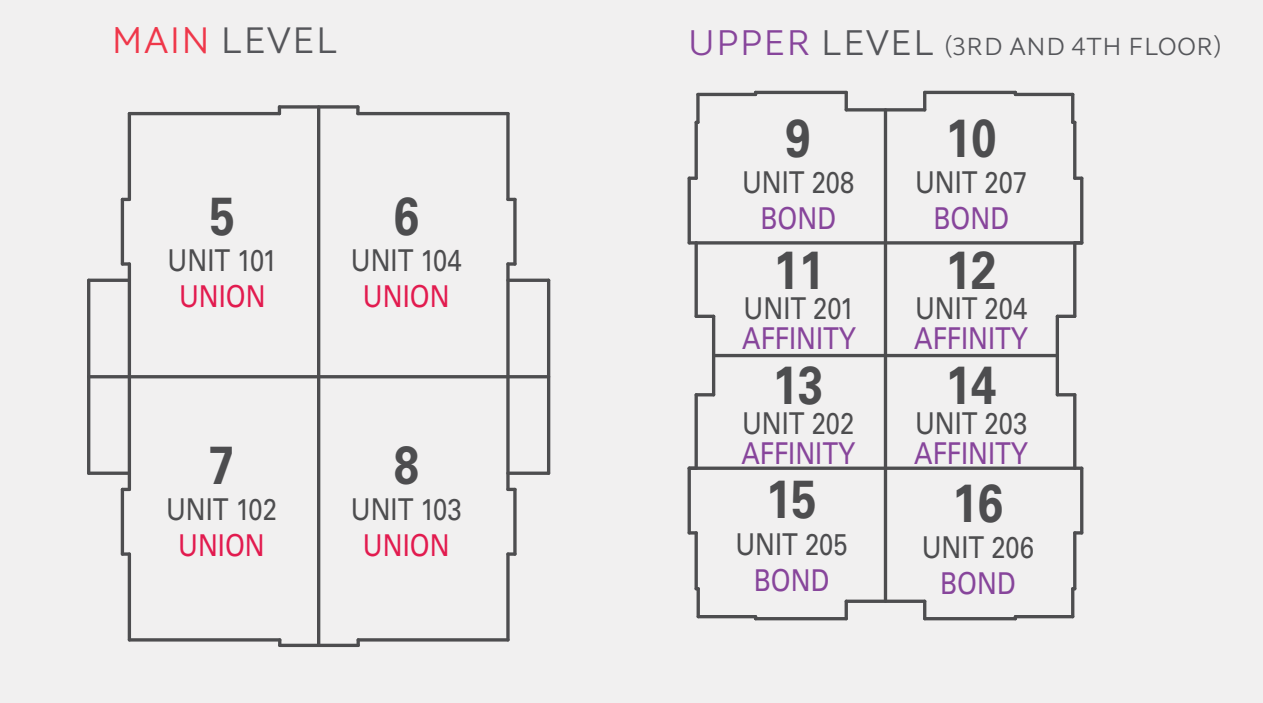 MAIN LEVEL
5
UNIT 101
UNION
6
UNIT 104
UNION
7
UNIT 102
UNION
8
UNIT 103
UNION
UPPER LEVEL (3RD AND 4TH FLOOR)
9
UNIT 208
BOND
10
UNIT 207
BOND
11
UNIT 201
AFFINITY
12
UNIT 204
AFFINITY
13
UNIT 202
AFFINITY
14
UNIT 203
AFFINITY
15
UNIT 205
BOND
16
UNIT 206
BOND